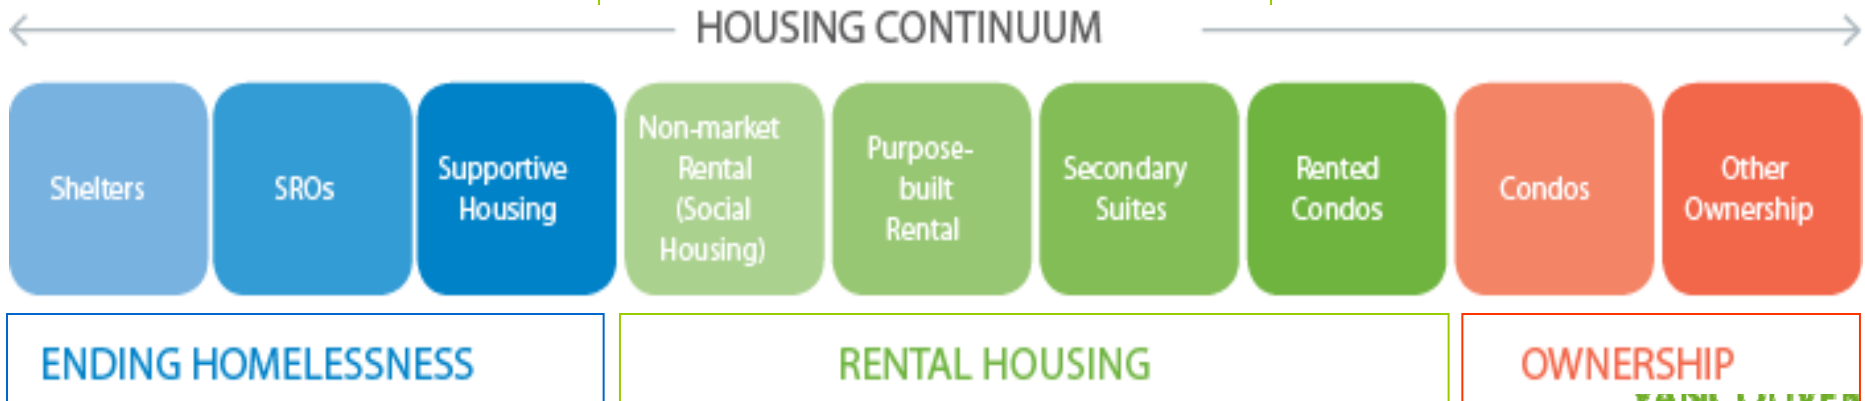 HOUSING CONTINUUM
Shelters
SROs
Supportive
Housing
Non-market
Rental
(Social
Housing)
Purpose-
built
Rental
Secondary
Suites
Rented
Condos
Condos
Other
Ownership
ENDING HOMELESSNESS
RENTAL HOUSING
OWNERSHIP